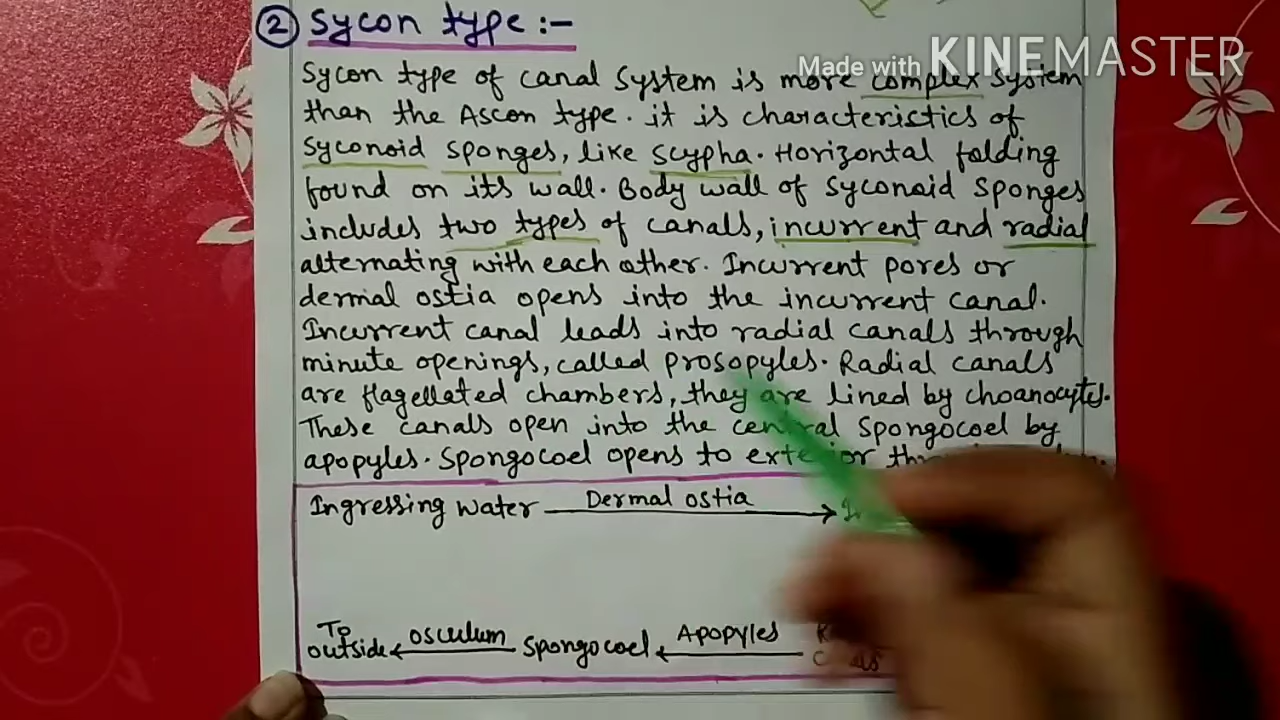 Made with KINEMASTER
② Sycon type :-
Sycon type of canal System is more complex System
than the Ascon type. it is characteristics of
Syconoid sponges, like scypha. Horizontal folding
found on its wall. Body wall of Syconoid Sponges
includes two types of canals, incurrent and radial
alternating with each other. Incurrent pores or
dermal ostia opens into the incurrent canal.
Incurrent canal leads into radial canals through
minute openings, called prosopyles. Radial canals
are flagellated chambers, they are lined by choanocytes.
These canals open into the central Spongocoel by
apopyles. Spongocoel opens to exterior
Ingressing water Dermal ostia
To
outside osculum Spongocoel Apopyles